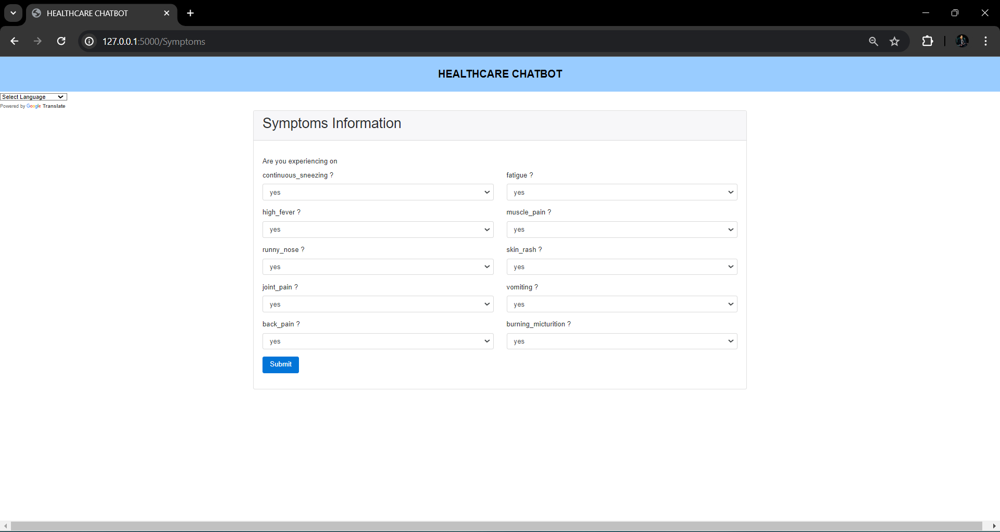 HEALTHCARE CHATBOT
127.0.0.1:5000/Symptoms
HEALTHCARE CHATBOT
Select Language
Powered by Google Translate
Symptoms Information
Are you experiencing on
continuous_sneezing ?
fatigue ?
yes
yes
high_fever ?
muscle_pain ?
yes
yes
runny_nose ?
skin_rash ?
yes
yes
joint_pain ?
vomiting ?
yes
yes
back_pain ?
burning_micturition ?
yes
yes
Submit